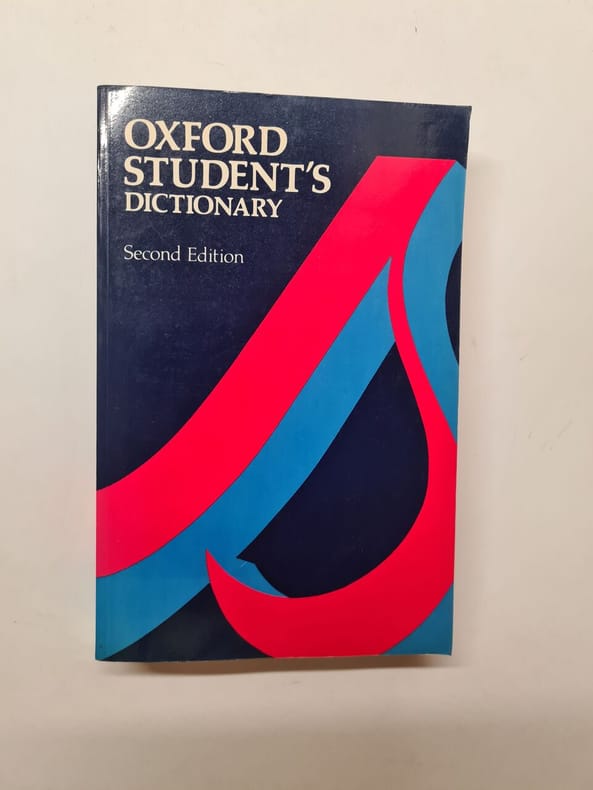 OXFORD
STUDENT'S
DICTIONARY
Second Edition